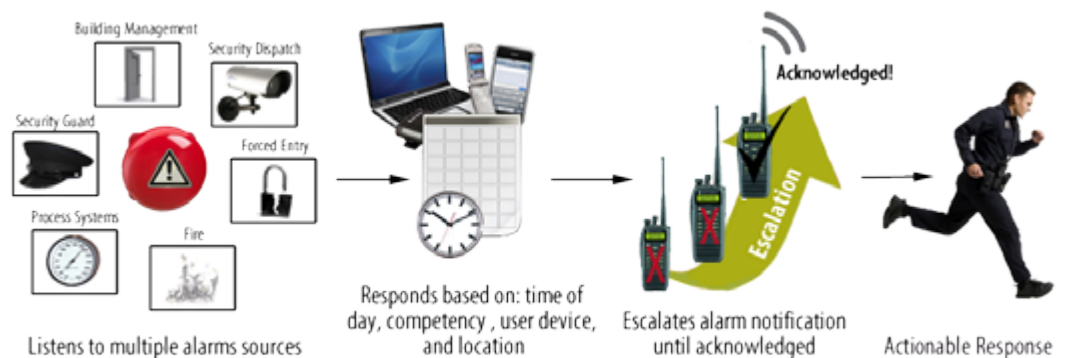 Building Management
Security Dispatch
Security Guard
Forced Entry
Process Systems
Fire
Listens to multiple alarms sources
Responds based on: time of
day, competency , user device,
and location
Acknowledged!
Escalation
Escalates alarm notification
until acknowledged
Actionable Response